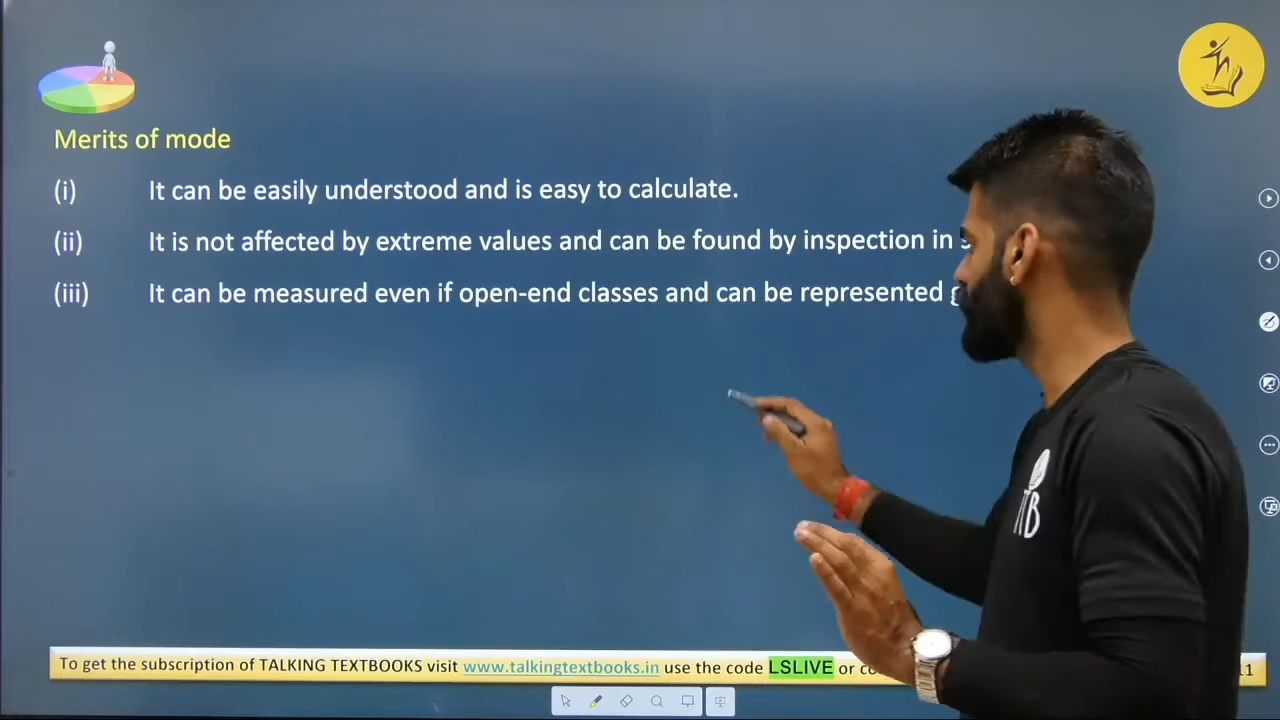 Merits of mode
(i) It can be easily understood and is easy to calculate.
(ii) It is not affected by extreme values and can be found by inspection in
(iii) It can be measured even if open-end classes and can be represented
TB
To get the subscription of TALKING TEXTBOOKS visit www.talkingtextbooks.in use the code LSLIVE or